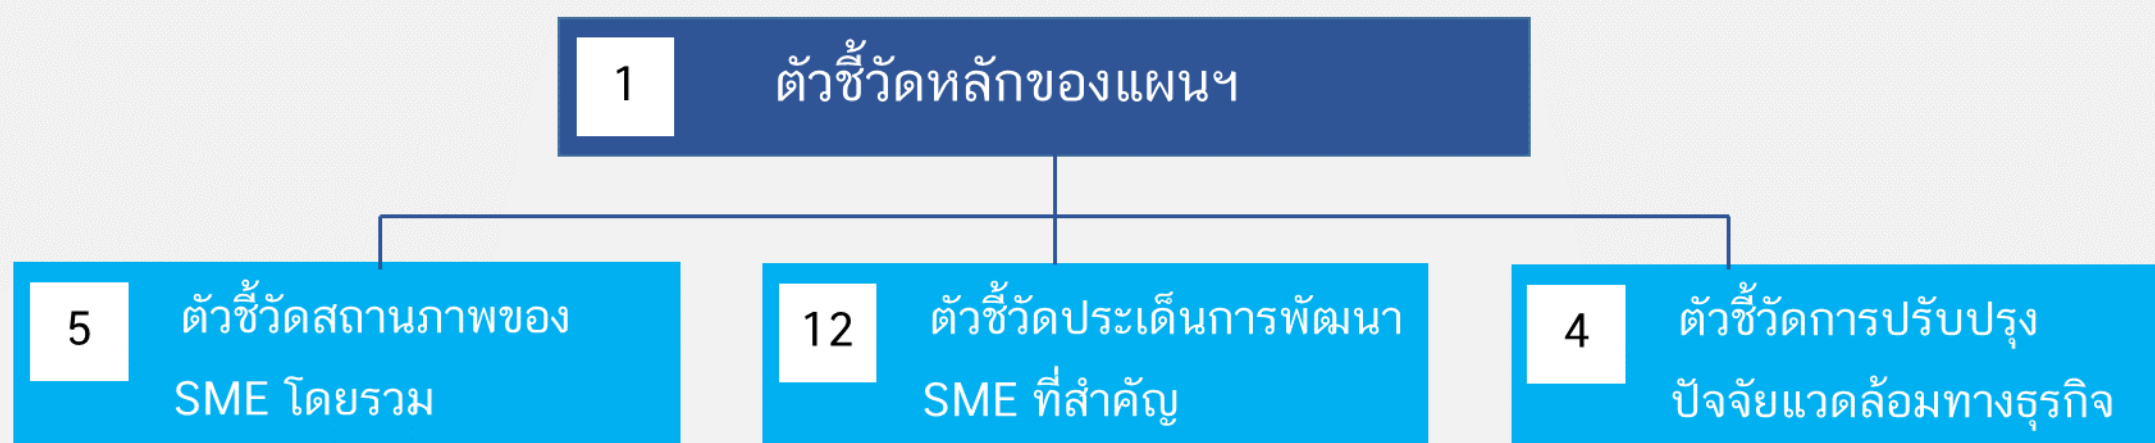 1
ตัวชี้วัดหลักของแผนฯ
5
ตัวชี้วัดสถานภาพของ
SME โดยรวม
12
ตัวชี้วัดประเด็นการพัฒนา
SME ที่สำคัญ
4
ตัวชี้วัดการปรับปรุง
ปัจจัยแวดล้อมทางธุรกิจ